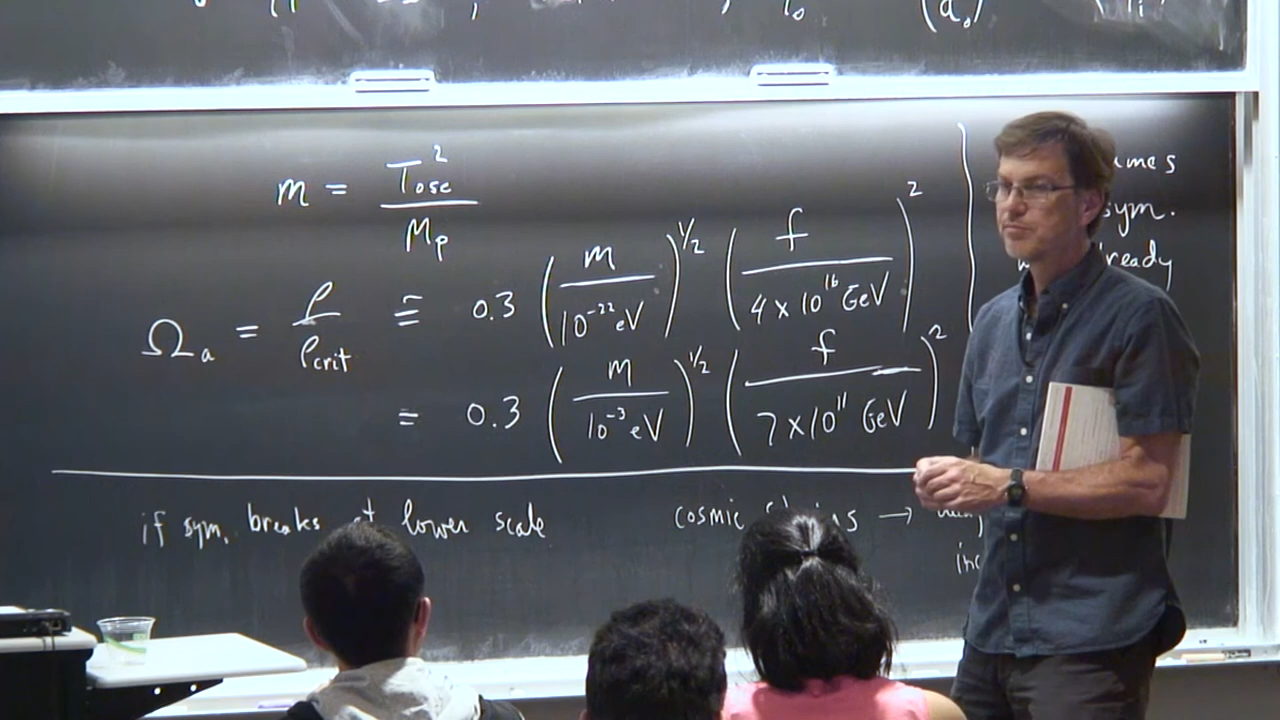 m = T_osc^2 / M_p
Ω_a = ρ / ρ_crit ≅ 0.3 (m / 10^-22 eV)^1/2 (f / 4 x 10^16 GeV)^2
= 0.3 (m / 10^-3 eV)^1/2 (f / 7 x 10^11 GeV)^2
sym.
if sym. breaks at lower scale
cosmic →